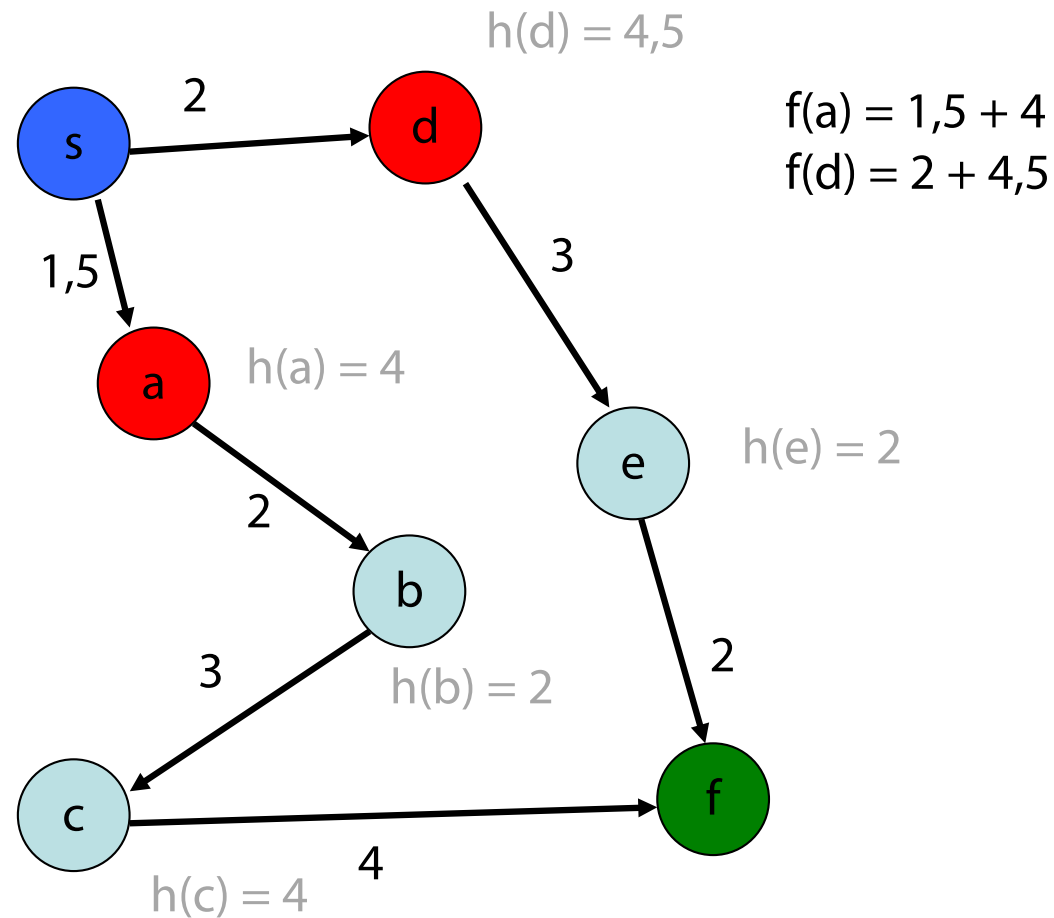 h(d) = 4,5
2
s
d
f(a) = 1,5 + 4
f(d) = 2 + 4,5
1,5
3
a
h(a) = 4
e
h(e) = 2
2
b
3
h(b) = 2
2
c
f
4
h(c) = 4